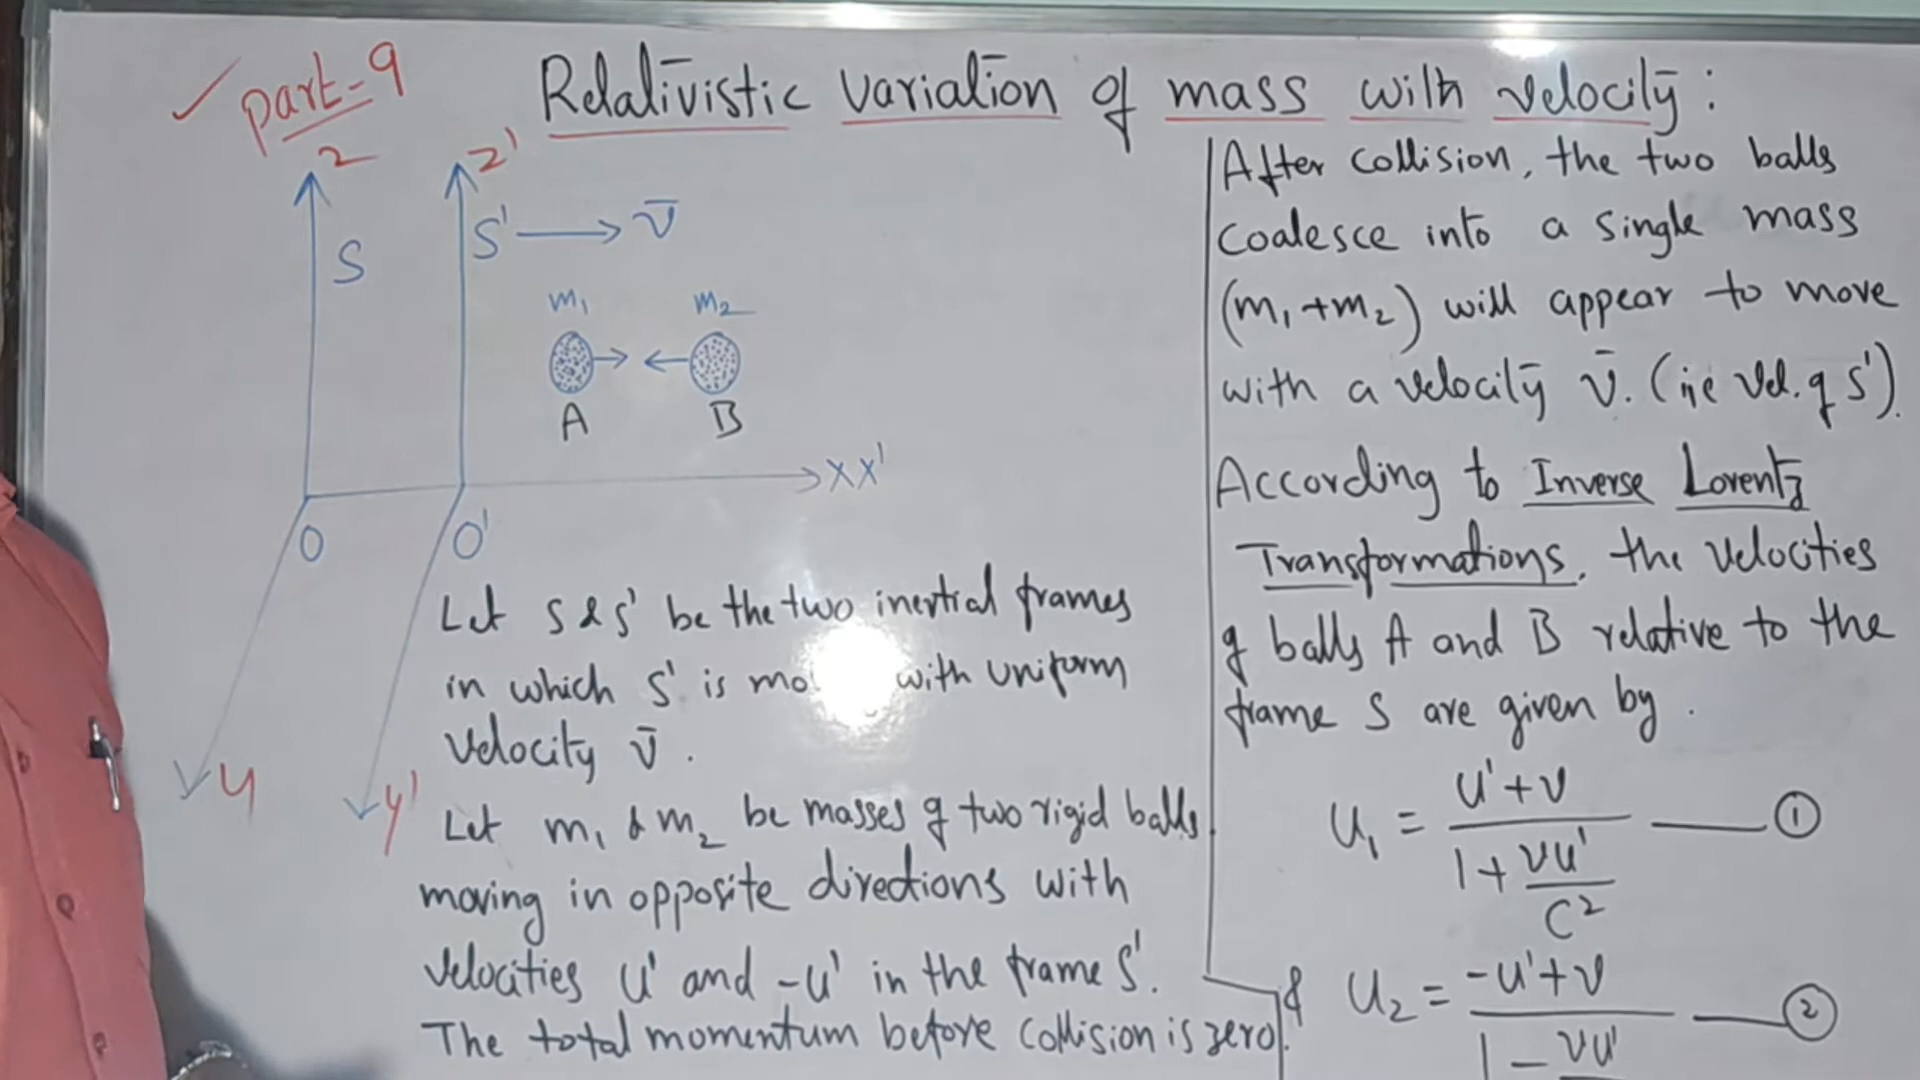 ✓ part-9
Relativistic variation of mass with velocity:
Z
Z'
S
S' → v̄
m₁ m₂
A B
XX'
O O'
Y
Y'
Let S & S' be the two inertial frames
in which S' is mo with uniform
velocity v̄.
Let m₁ & m₂ be masses of two rigid balls
moving in opposite directions with
velocities u' and -u' in the frame S'.
The total momentum before collision is zero.
After collision, the two balls
coalesce into a single mass
(m₁+m₂) will appear to move
with a velocity v̄. (i.e vel. of S').
According to Inverse Lorentz
Transformations, the velocities
of balls A and B relative to the
frame S are given by.
u₁ = (u'+v) / (1 + vu'/c²) — ①
& u₂ = (-u'+v) / (1 - vu' — ②